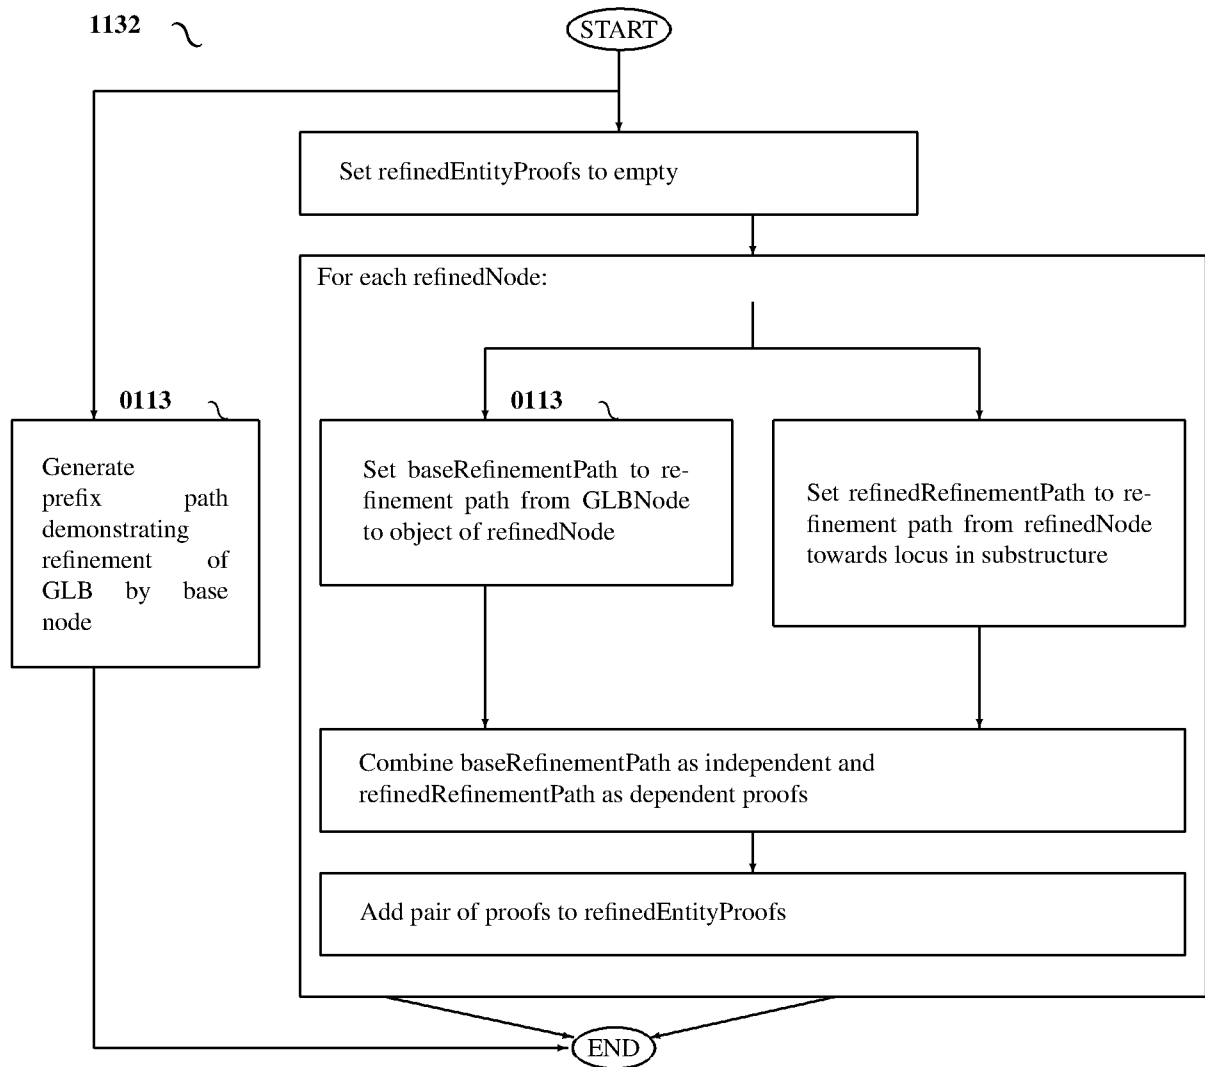 1132
START
Set refinedEntityProofs to empty
For each refinedNode:
0113
Generate
prefix path
demonstrating
refinement of
GLB by base
node
0113
Set baseRefinementPath to re-
finement path from GLBNode
to object of refinedNode
Set refinedRefinementPath to re-
finement path from refinedNode
towards locus in substructure
Combine baseRefinementPath as independent and
refinedRefinementPath as dependent proofs
Add pair of proofs to refinedEntityProofs
END